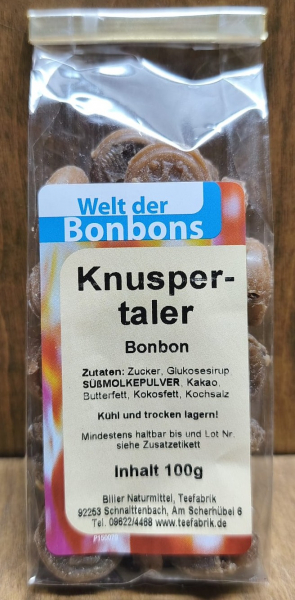 Welt der
Bonbons
Knusper-
taler
Bonbon
Zutaten: Zucker, Glukosesirup
SÜßMOLKEPULVER, Kakao,
Butterfett, Kokosfett, Kochsalz
Kühl und trocken lagern!
Mindestens haltbar bis und Lot Nr.
siehe Zusatzetikett
Inhalt 100g
Biller Naturmittel, Teefabrik
92253 Schnaittenbach, Am Scherhübel 6
Tel. 09622/4468 www.teefabrik.de